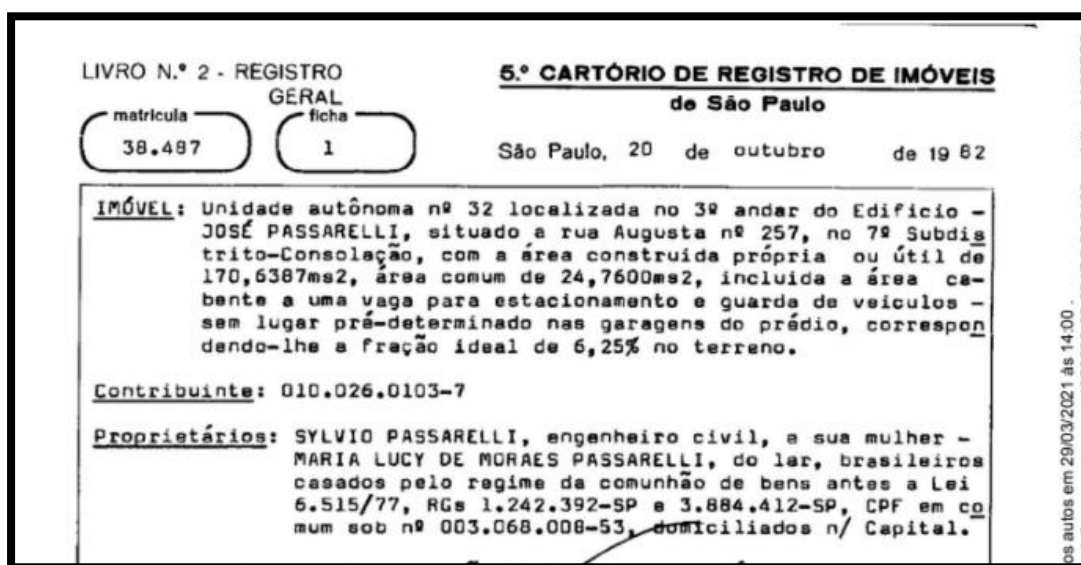 LIVRO N.º 2 - REGISTRO GERAL
5.º CARTÓRIO DE REGISTRO DE IMÓVEIS
de São Paulo
matrícula
38.487
ficha
1
São Paulo, 20 de outubro de 1982
IMÓVEL: Unidade autônoma nº 32 localizada no 3º andar do Edifício –
JOSÉ PASSARELLI, situado a rua Augusta nº 257, no 7º Subdis
trito-Consolação, com a área construída própria ou útil de
170,6387ms2, área comum de 24,7600ms2, incluida a área ca-
bente a uma vaga para estacionamento e guarda de veículos –
sem lugar pré-determinado nas garagens do prédio, correspon
dendo-lhe a fração ideal de 6,25% no terreno.
Contribuinte: 010.026.0103-7
Proprietários: SYLVIO PASSARELLI, engenheiro civil, e sua mulher –
MARIA LUCY DE MORAES PASSARELLI, do lar, brasileiros
casados pelo regime da comunhão de bens antes a Lei
6.515/77, RGs 1.242.392-SP e 3.884.412-SP, CPF em co
mum sob nº 003.068.008-53, domiciliados n/ Capital.
os autos em 29/03/2021 às 14:00 .